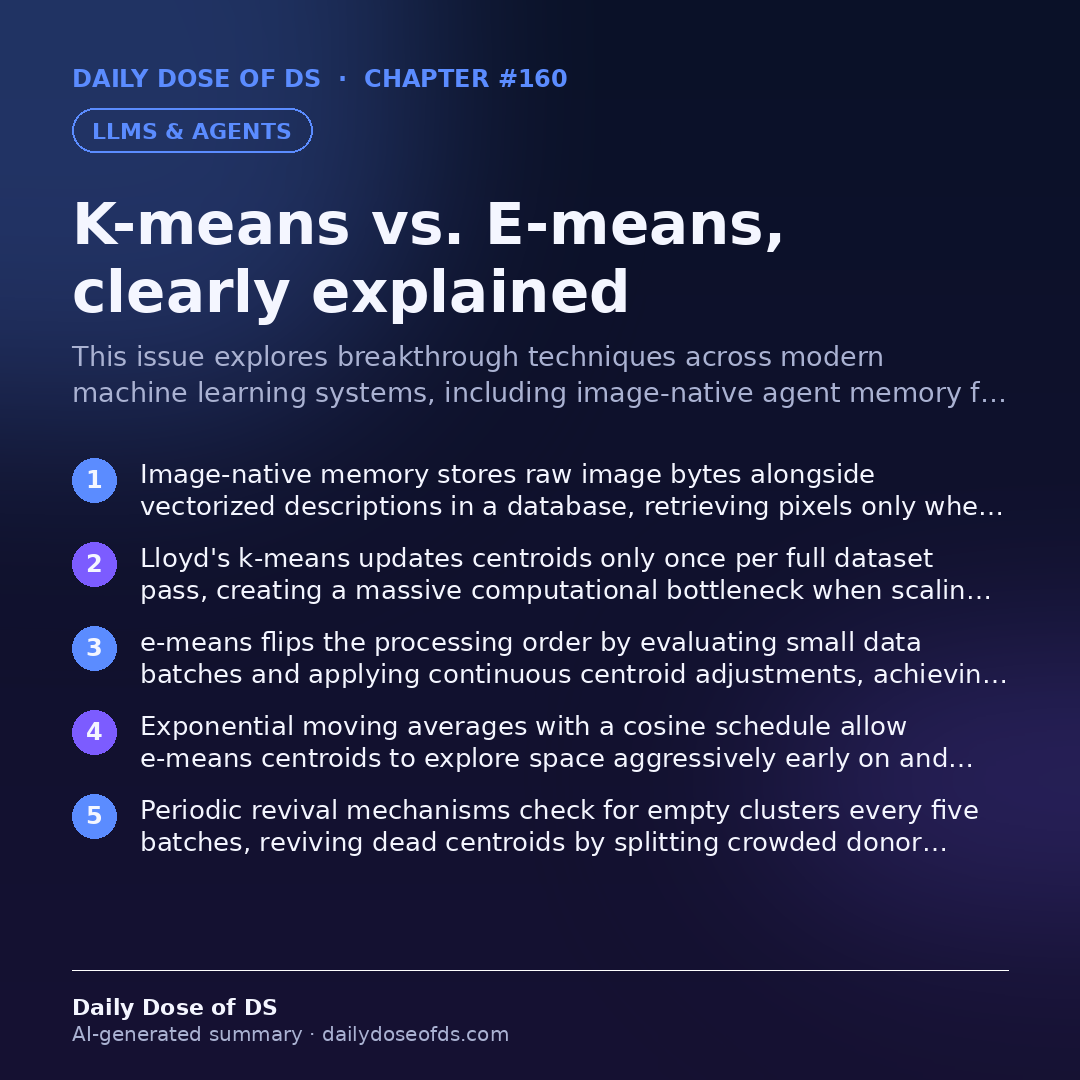 DAILY DOSE OF DS · CHAPTER #160
LLMS & AGENTS
K-means vs. E-means,
clearly explained
This issue explores breakthrough techniques across modern
machine learning systems, including image-native agent memory f...
1 Image-native memory stores raw image bytes alongside
vectorized descriptions in a database, retrieving pixels only whe...
2 Lloyd's k-means updates centroids only once per full dataset
pass, creating a massive computational bottleneck when scalin...
3 e-means flips the processing order by evaluating small data
batches and applying continuous centroid adjustments, achievin...
4 Exponential moving averages with a cosine schedule allow
e-means centroids to explore space aggressively early on and...
5 Periodic revival mechanisms check for empty clusters every five
batches, reviving dead centroids by splitting crowded donor...
Daily Dose of DS
AI-generated summary · dailydoseofds.com